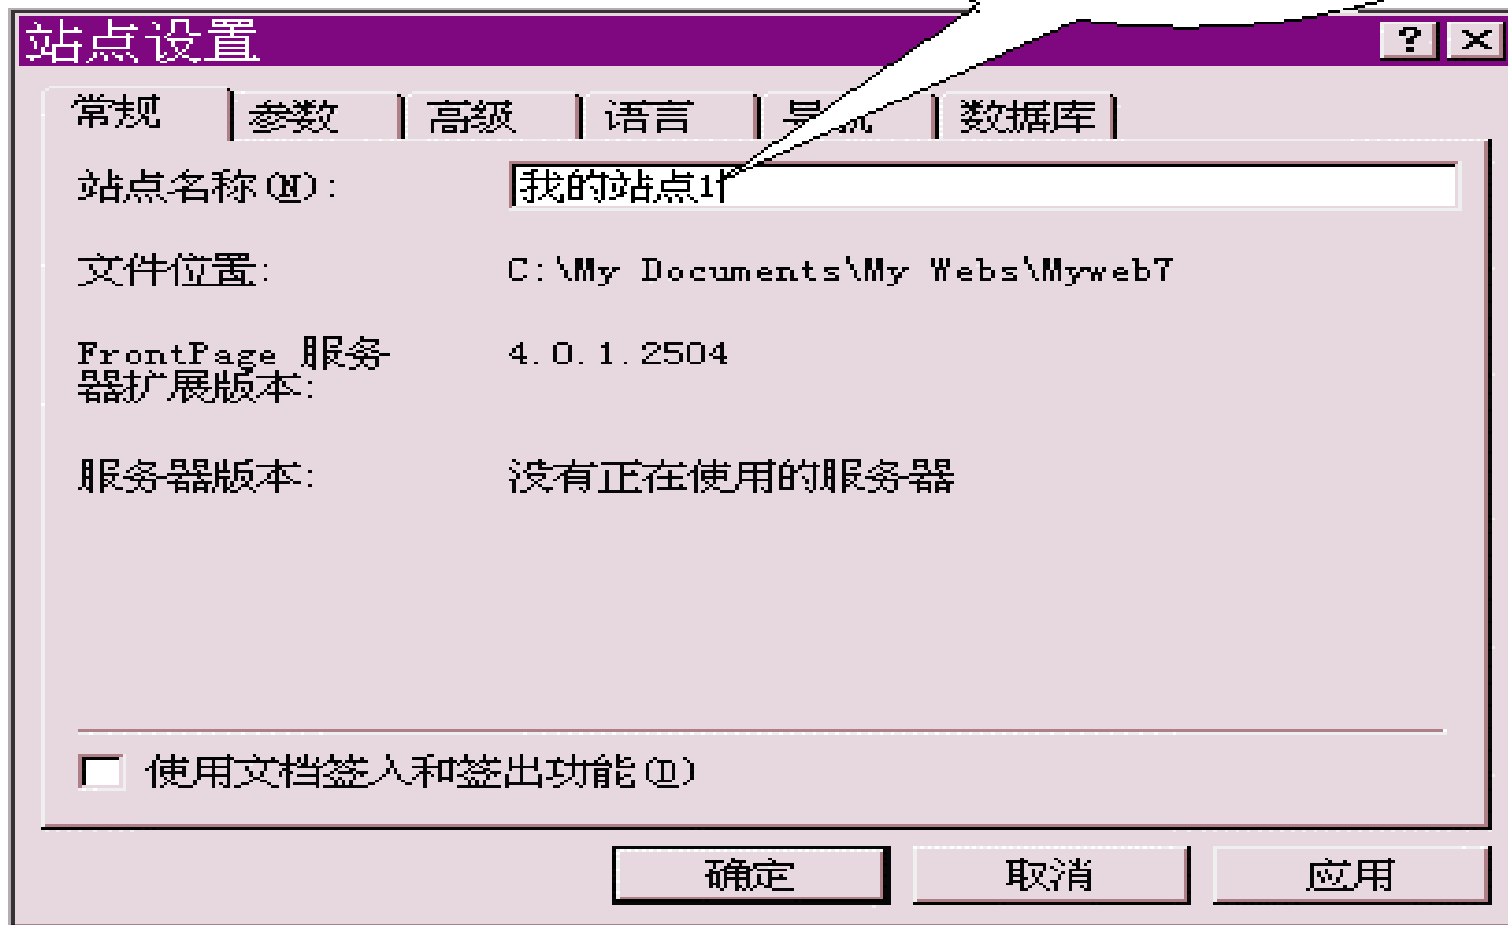 站点设置
常规 参数 高级 语言 导航 数据库
站点名称(N): 我的站点1
文件位置: C:\My Documents\My Webs\Myweb7
FrontPage 服务 4.0.1.2504
器扩展版本:
服务器版本: 没有正在使用的服务器
使用文档签入和签出功能(D)
确定 取消 应用